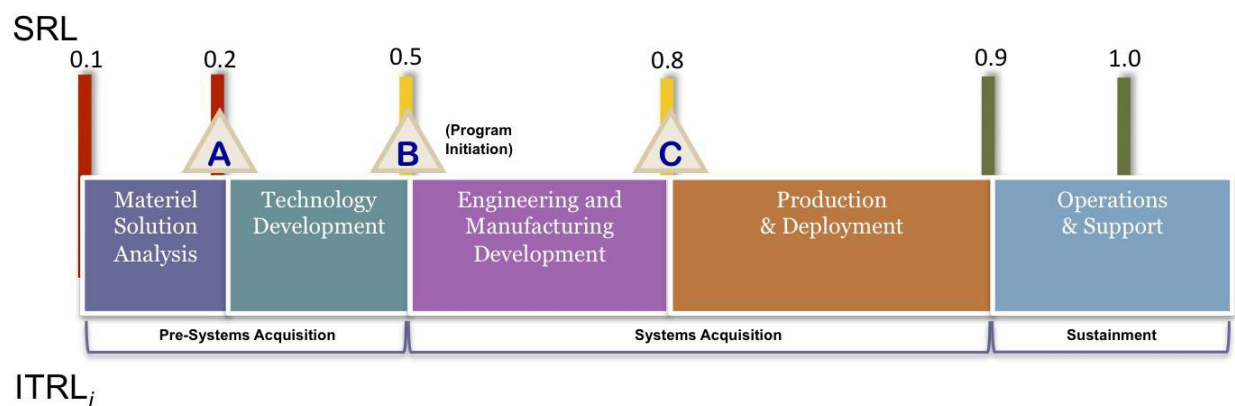 SRL
0.1 0.2 0.5 0.8 0.9 1.0
A B (Program
Initiation) C
Materiel
Solution
Analysis
Technology
Development
Engineering and
Manufacturing
Development
Production
& Deployment
Operations
& Support
Pre-Systems Acquisition
Systems Acquisition
Sustainment
ITRLi